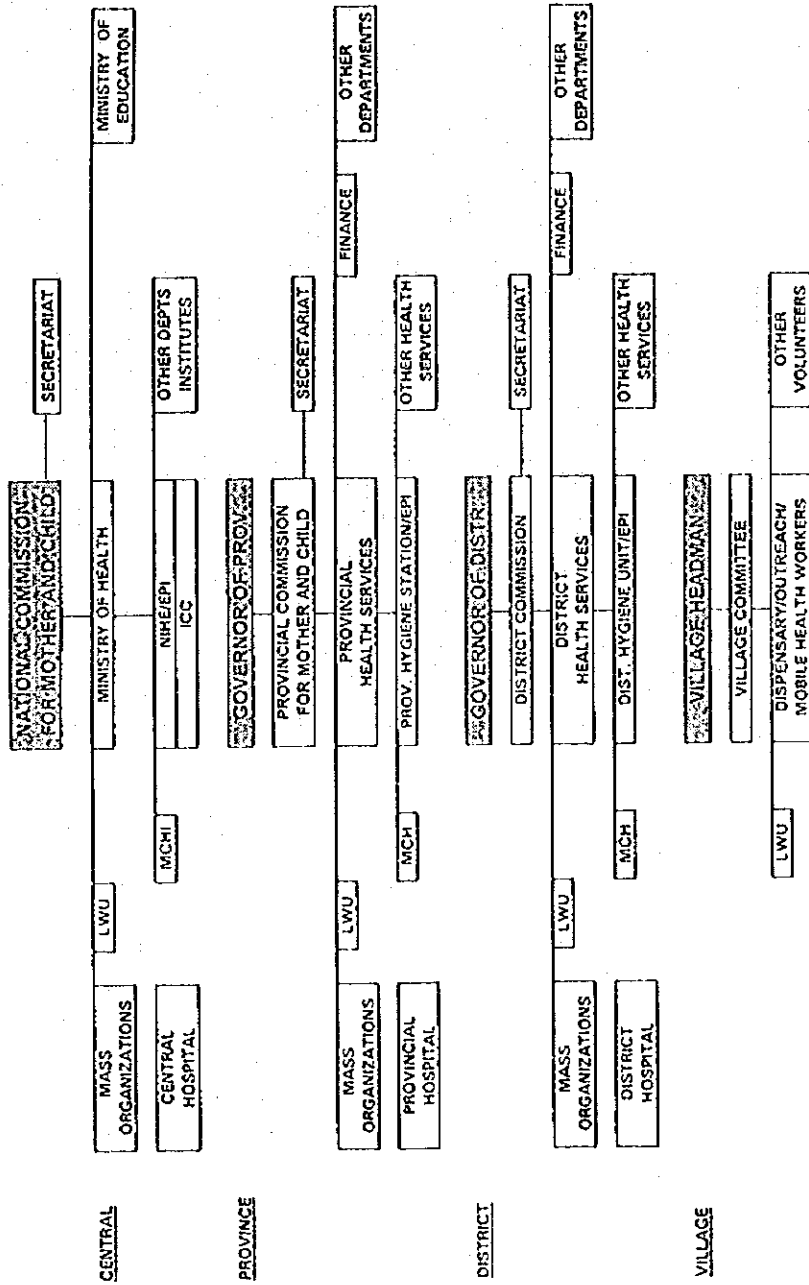 CENTRAL
NATIONAL COMMISSION
FOR MOTHER AND CHILD
SECRETARIAT
MASS
ORGANIZATIONS
LWU
MINISTRY OF HEALTH
MINISTRY OF
EDUCATION
CENTRAL
HOSPITAL
MCHI
NIHE/EPI
ICC
OTHER DEPTS
INSTITUTES
PROVINCE
GOVERNOR OF PROV
PROVINCIAL COMMISSION
FOR MOTHER AND CHILD
SECRETARIAT
MASS
ORGANIZATIONS
LWU
PROVINCIAL
HEALTH SERVICES
FINANCE
OTHER
DEPARTMENTS
PROVINCIAL
HOSPITAL
MCH
PROV. HYGIENE STATION/EPI
OTHER HEALTH
SERVICES
DISTRICT
GOVERNOR OF DISTR
DISTRICT COMMISSION
SECRETARIAT
MASS
ORGANIZATIONS
LWU
DISTRICT
HEALTH SERVICES
FINANCE
OTHER
DEPARTMENTS
DISTRICT
HOSPITAL
MCH
DIST. HYGIENE UNIT/EPI
OTHER HEALTH
SERVICES
VILLAGE
VILLAGE HEADMAN
VILLAGE COMMITTEE
LWU
DISPENSARY/OUTREACH/
MOBILE HEALTH WORKERS
OTHER
VOLUNTEERS